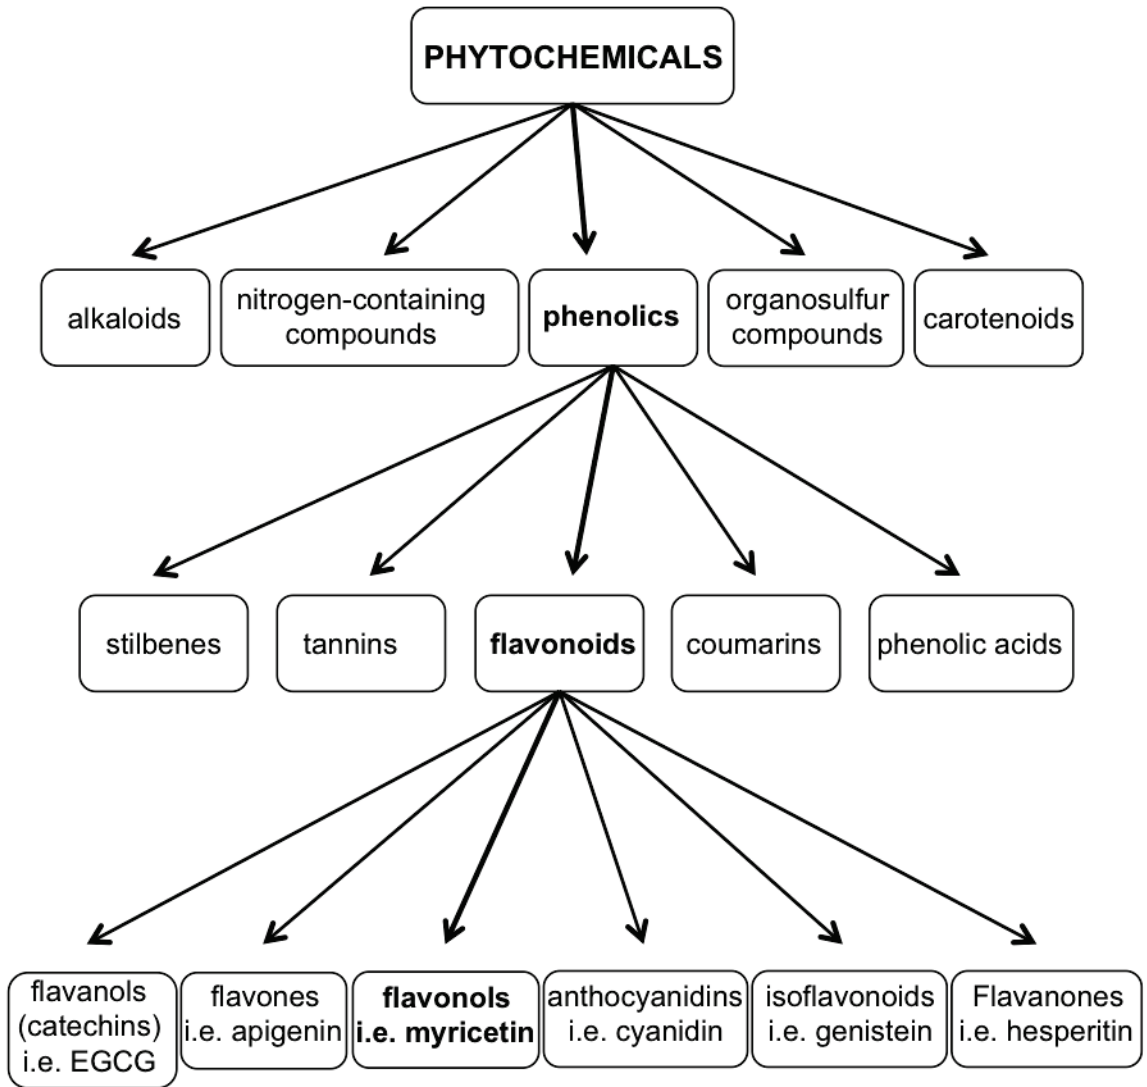 PHYTOCHEMICALS
alkaloids
nitrogen-containing
compounds
phenolics
organosulfur
compounds
carotenoids
stilbenes
tannins
flavonoids
coumarins
phenolic acids
flavanols
(catechins)
i.e. EGCG
flavones
i.e. apigenin
flavonols
i.e. myricetin
anthocyanidins
i.e. cyanidin
isoflavonoids
i.e. genistein
Flavanones
i.e. hesperitin